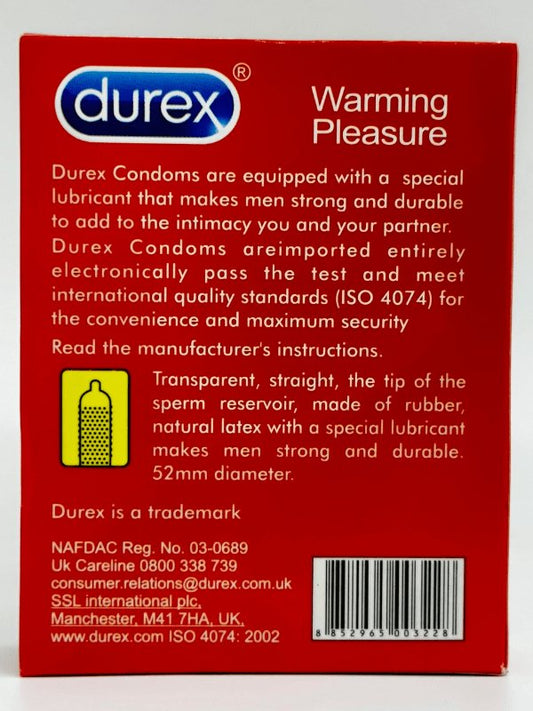 durex®
Warming
Pleasure
Durex Condoms are equipped with a special
lubricant that makes men strong and durable
to add to the intimacy you and your partner.
Durex Condoms areimported entirely
electronically pass the test and meet
international quality standards (ISO 4074) for
the convenience and maximum security
Read the manufacturer's instructions.
Transparent, straight, the tip of the
sperm reservoir, made of rubber,
natural latex with a special lubricant
makes men strong and durable.
52mm diameter.
Durex is a trademark
NAFDAC Reg. No. 03-0689
Uk Careline 0800 338 739
consumer.relations@durex.com.uk
SSL international plc,
Manchester, M41 7HA, UK,
www.durex.com ISO 4074: 2002
8 852965 003228